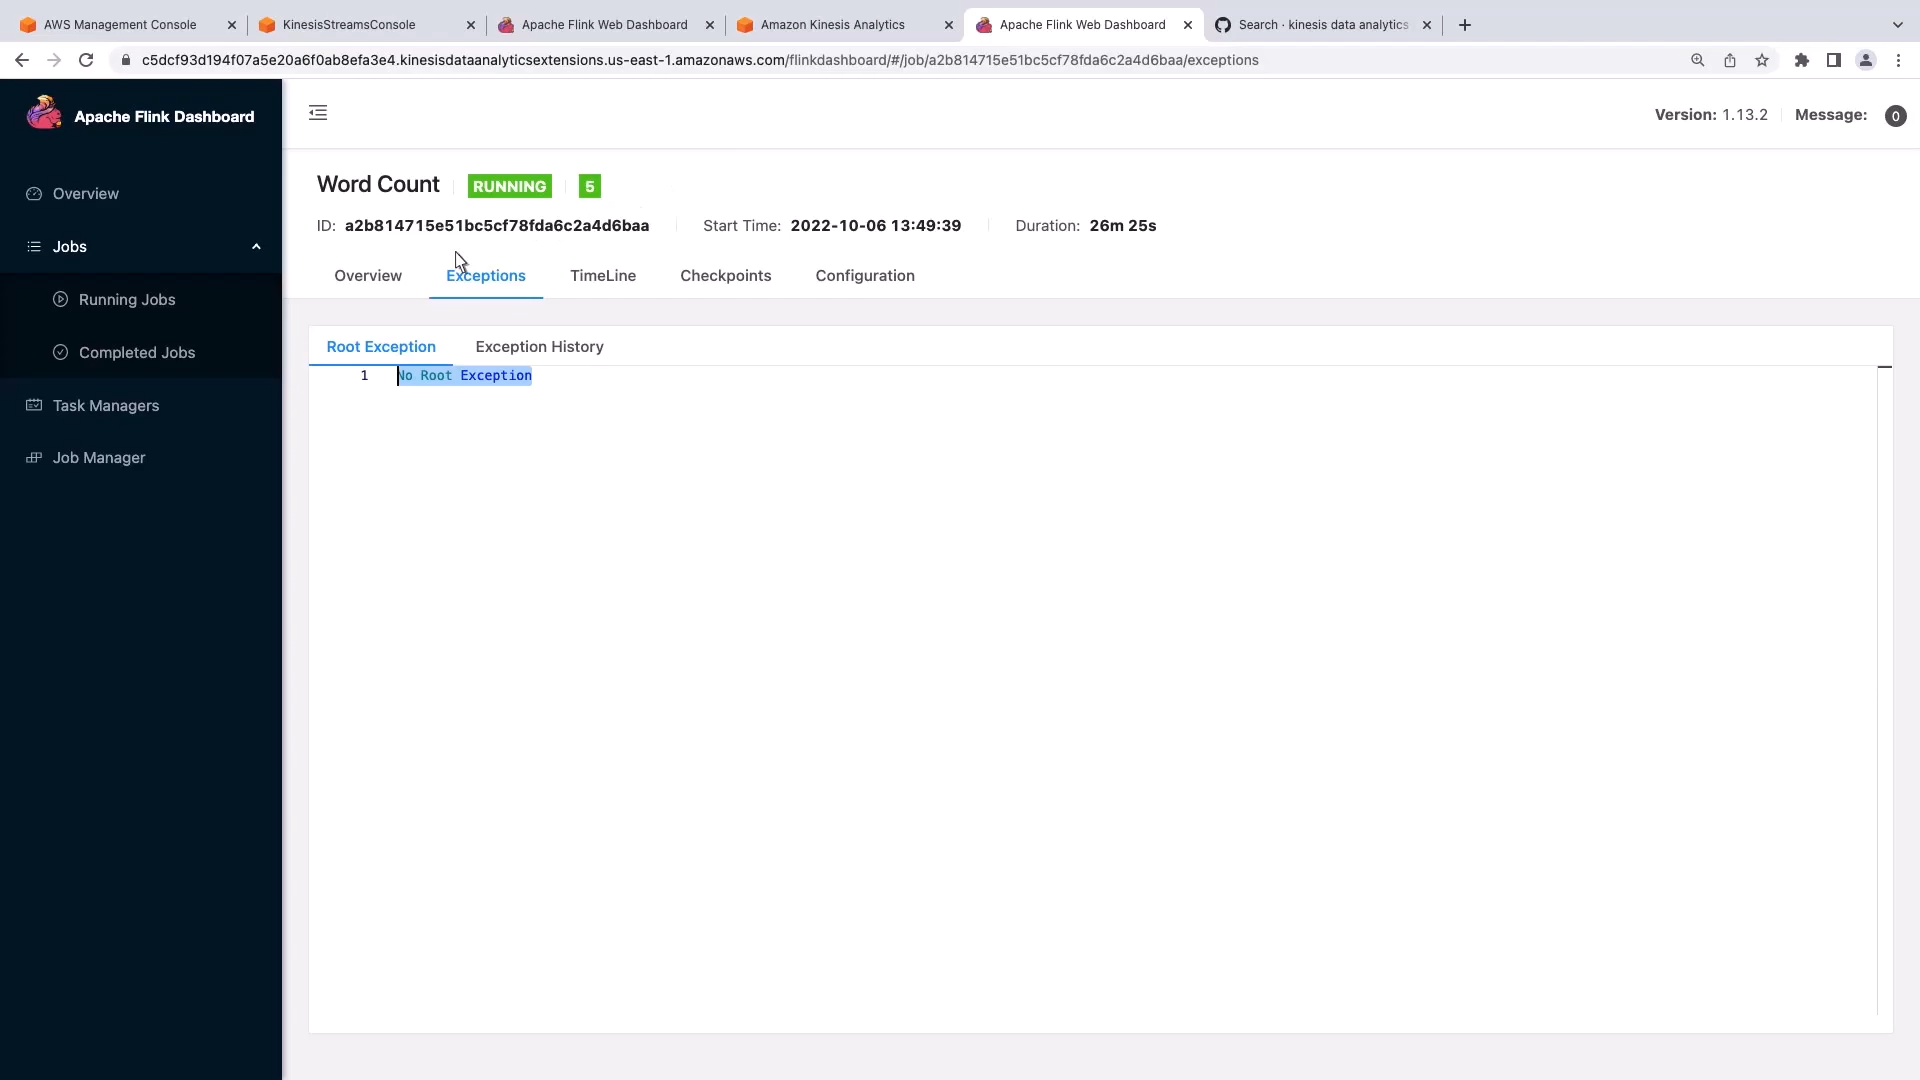 AWS Management Console
KinesisStreamsConsole
Apache Flink Web Dashboard
Amazon Kinesis Analytics
Apache Flink Web Dashboard
Search · kinesis data analytics
c5dcf93d194f07a5e20a6f0ab8efa3e4.kinesisdataanalyticsextensions.us-east-1.amazonaws.com/flinkdashboard/#/job/a2b814715e51bc5cf78fda6c2a4d6baa/exceptions
Apache Flink Dashboard
Version: 1.13.2 Message: 0
Overview
Jobs
Running Jobs
Completed Jobs
Task Managers
Job Manager
Word Count RUNNING 5
ID: a2b814715e51bc5cf78fda6c2a4d6baa Start Time: 2022-10-06 13:49:39 Duration: 26m 25s
Overview Exceptions TimeLine Checkpoints Configuration
Root Exception Exception History
1 No Root Exception